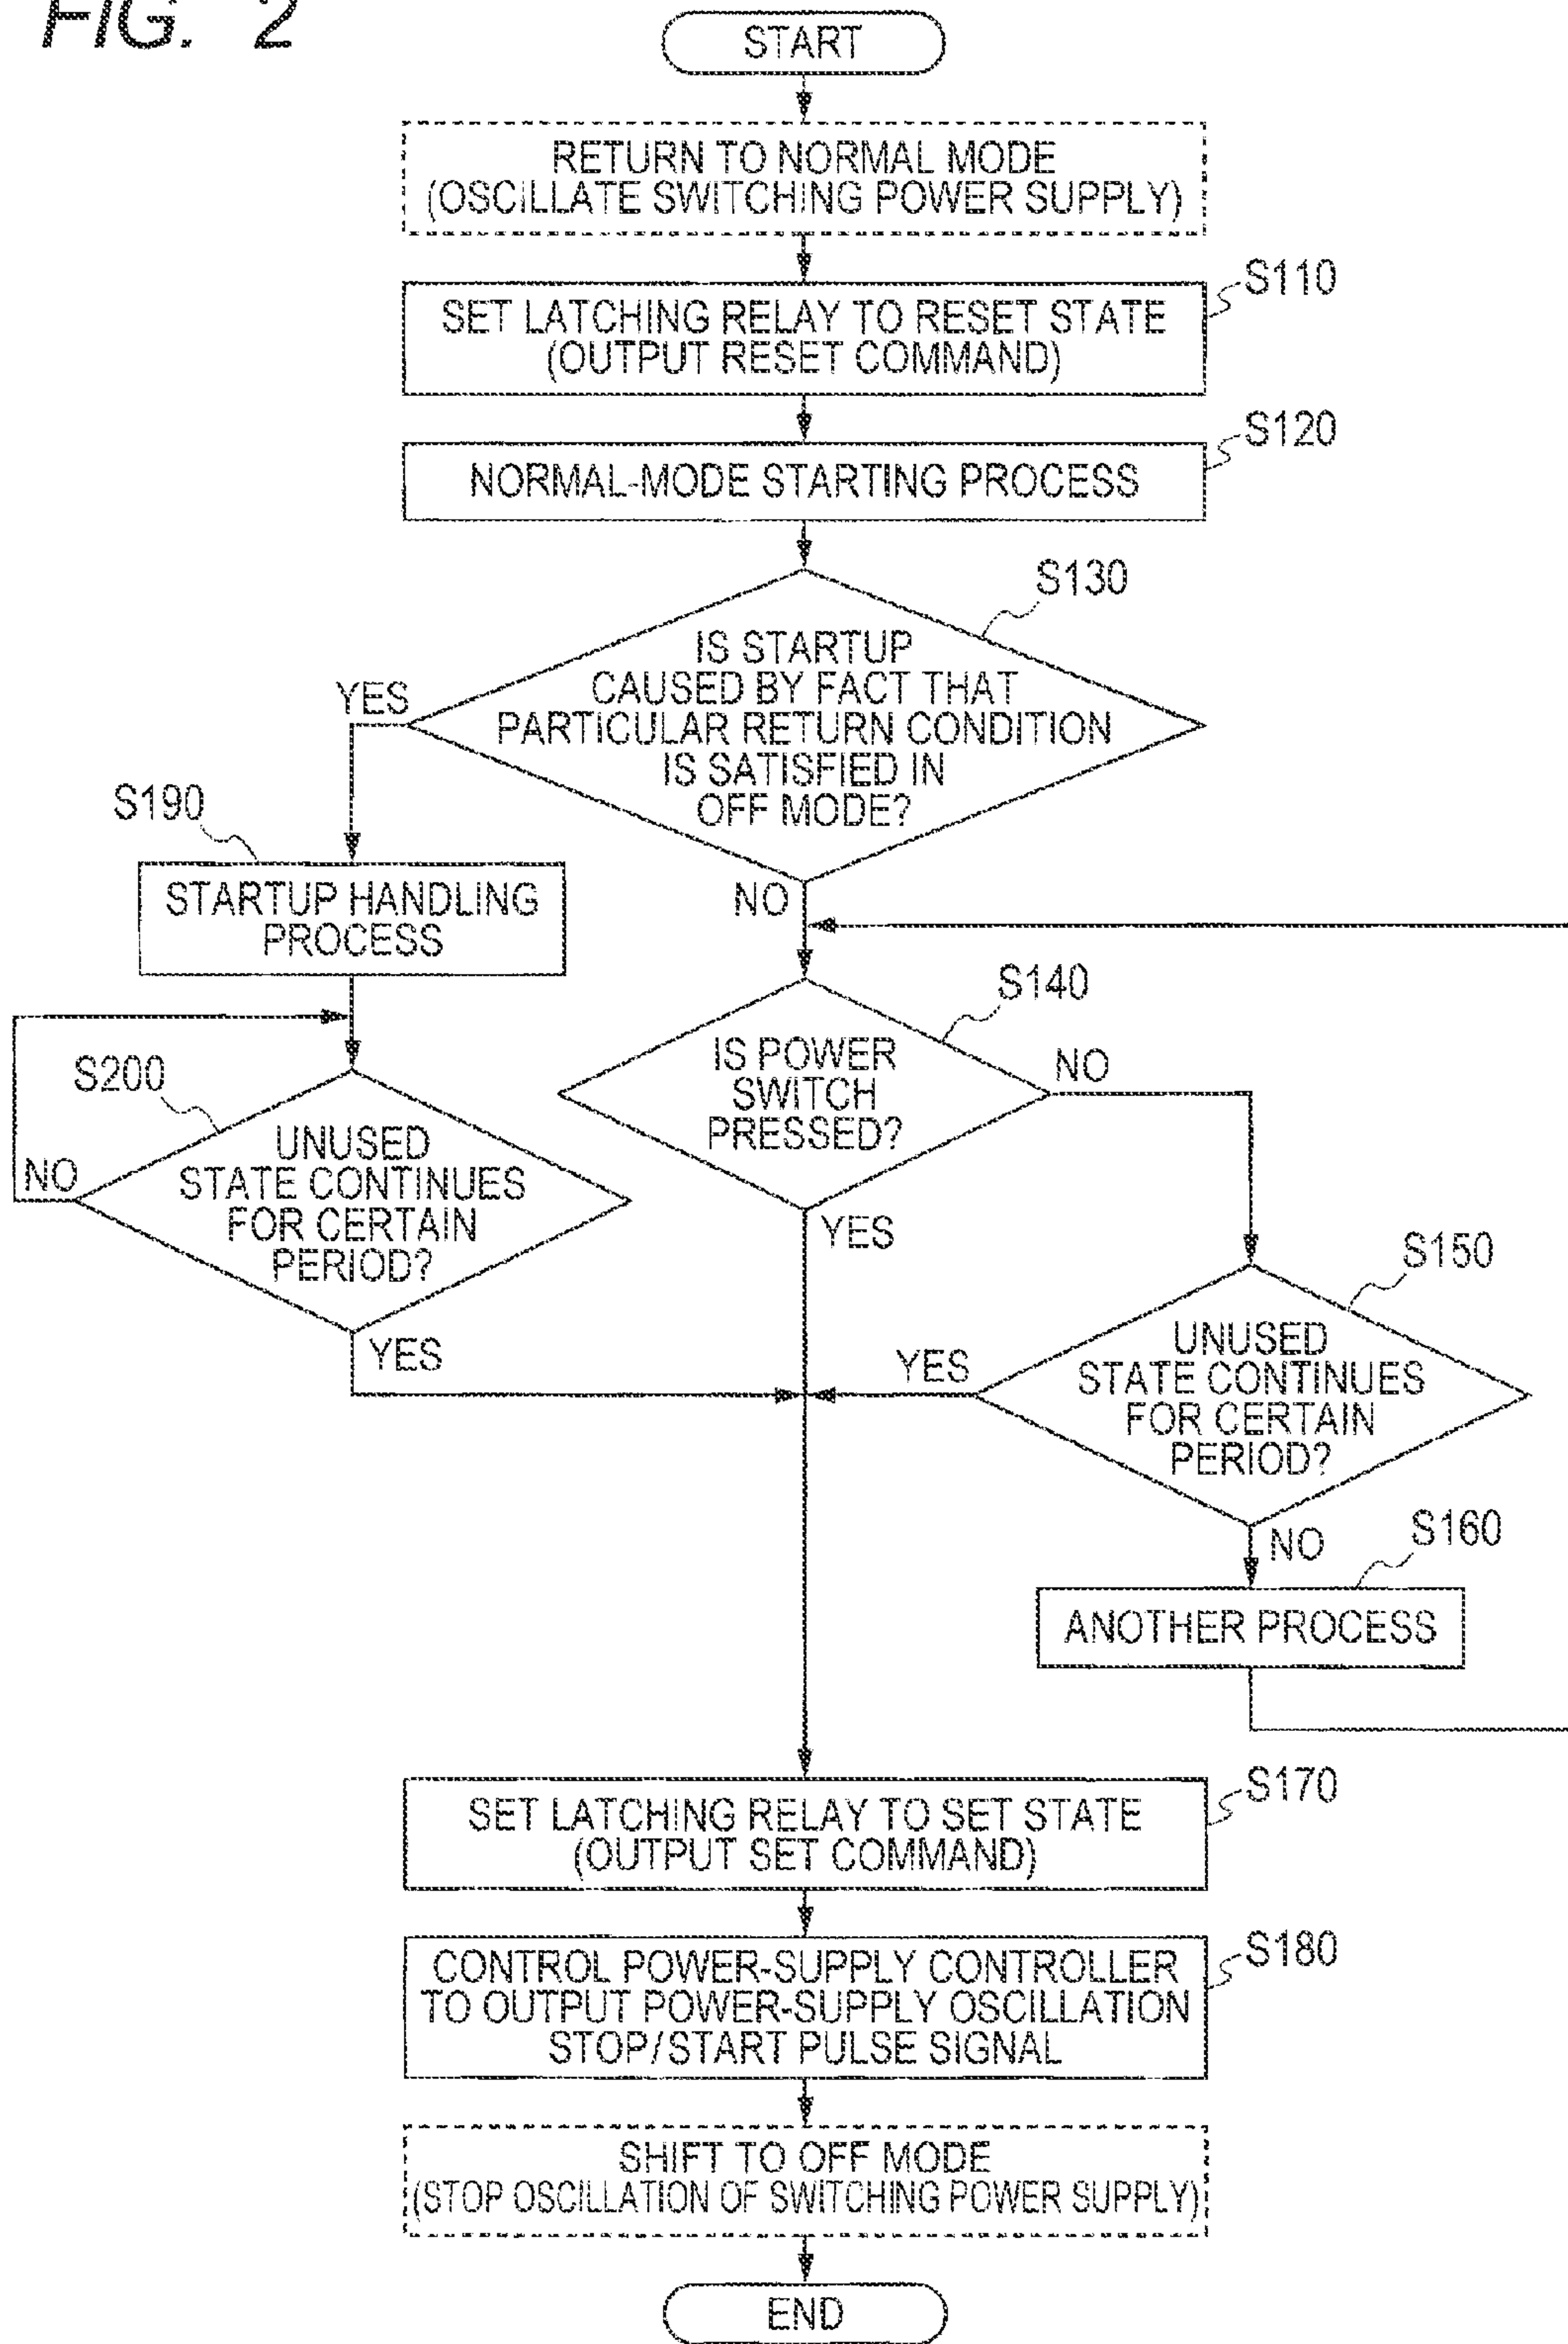 FIG. 2
START
RETURN TO NORMAL MODE
(OSCILLATE SWITCHING POWER SUPPLY)
S110
SET LATCHING RELAY TO RESET STATE
(OUTPUT RESET COMMAND)
S120
NORMAL-MODE STARTING PROCESS
S130
IS STARTUP
CAUSED BY FACT THAT
PARTICULAR RETURN CONDITION
IS SATISFIED IN
OFF MODE?
YES
NO
S190
STARTUP HANDLING
PROCESS
S140
IS POWER
SWITCH
PRESSED?
NO
YES
S200
UNUSED
STATE CONTINUES
FOR CERTAIN
PERIOD?
NO
YES
S150
UNUSED
STATE CONTINUES
FOR CERTAIN
PERIOD?
YES
NO
S160
ANOTHER PROCESS
S170
SET LATCHING RELAY TO SET STATE
(OUTPUT SET COMMAND)
S180
CONTROL POWER-SUPPLY CONTROLLER
TO OUTPUT POWER-SUPPLY OSCILLATION
STOP/START PULSE SIGNAL
SHIFT TO OFF MODE
(STOP OSCILLATION OF SWITCHING POWER SUPPLY)
END